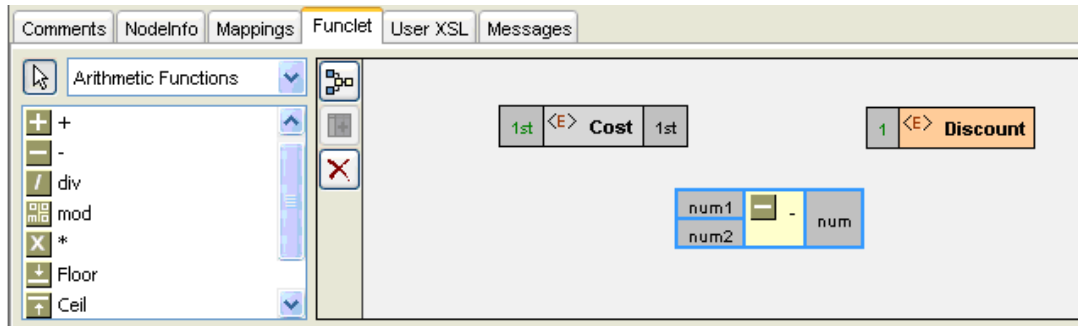 Comments NodeInfo Mappings Funclet User XSL Messages
Arithmetic Functions
+
-
div
mod
*
Floor
Ceil
1st <E> Cost 1st
1 <E> Discount
num1 - num
num2